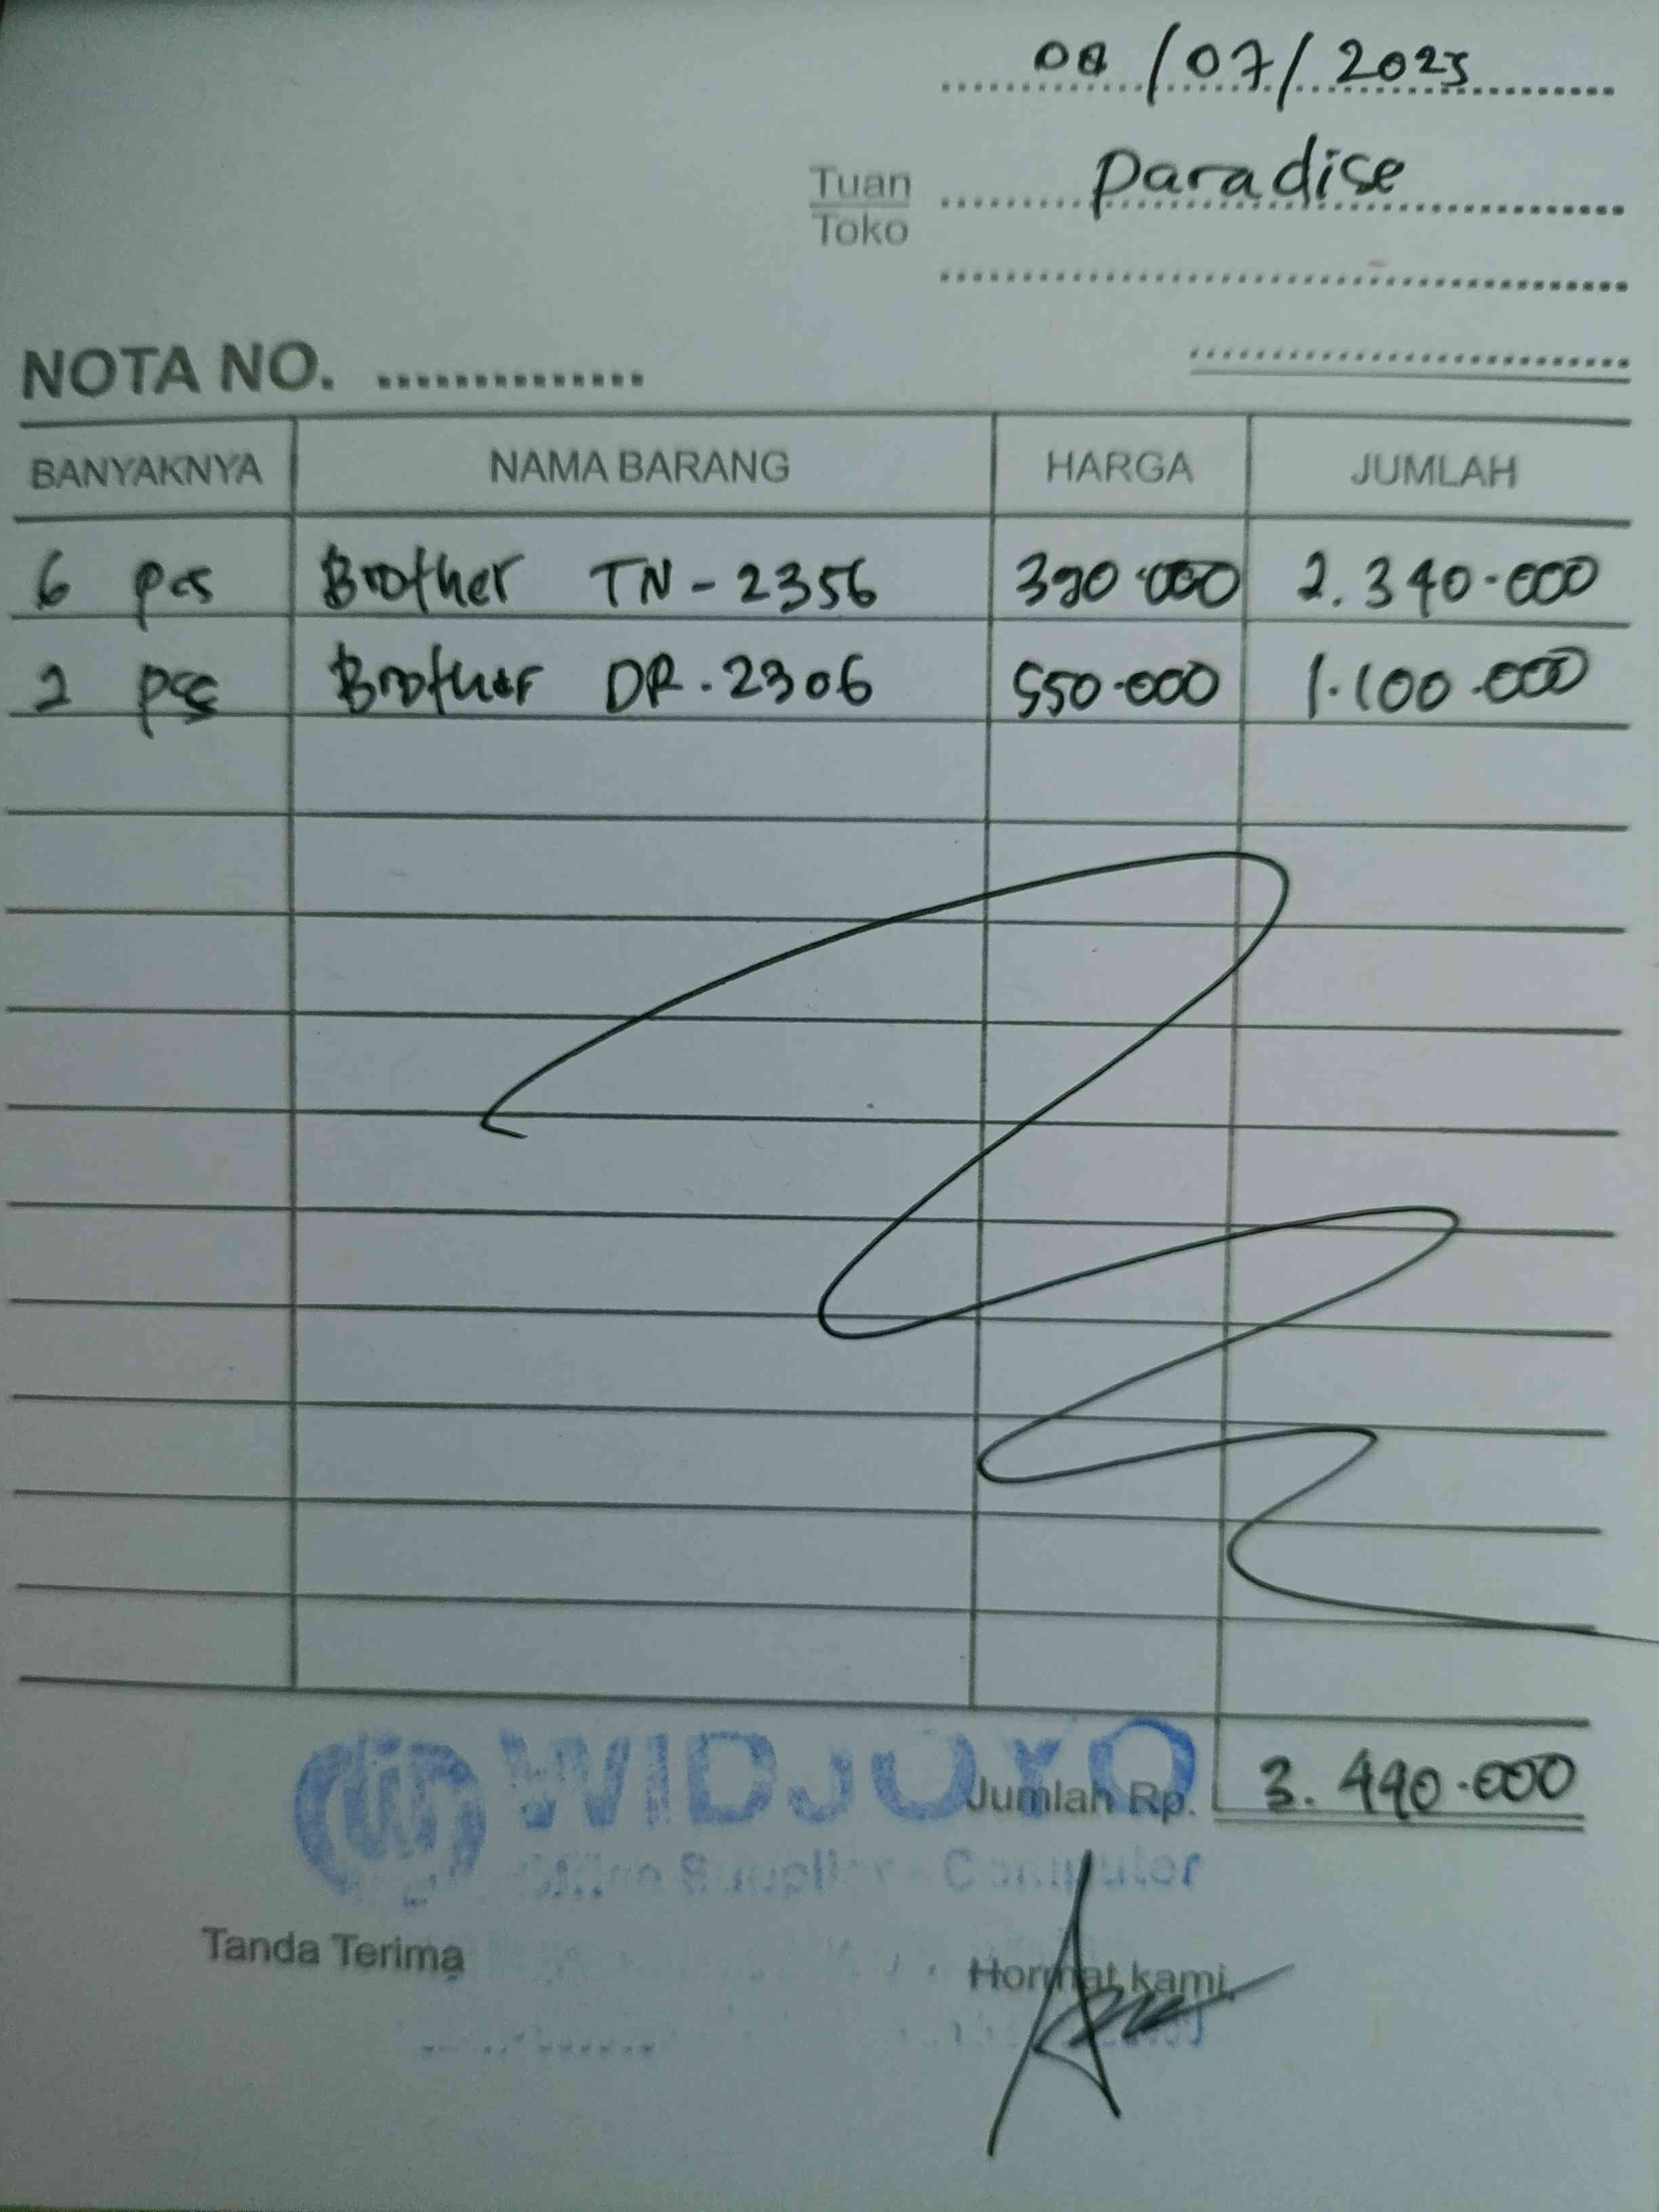 08/07/2025
Tuan
Toko
Paradise
NOTA NO. ..............
BANYAKNYA NAMA BARANG HARGA JUMLAH
6 pcs Brother TN-2356 390.000 2.340.000
2 pcs Brother DR.2306 550.000 1.100.000
WIDJOYO
Jumlah Rp. 3.440.000
Supplier - Computer
Tanda Terima
Hormat kami,